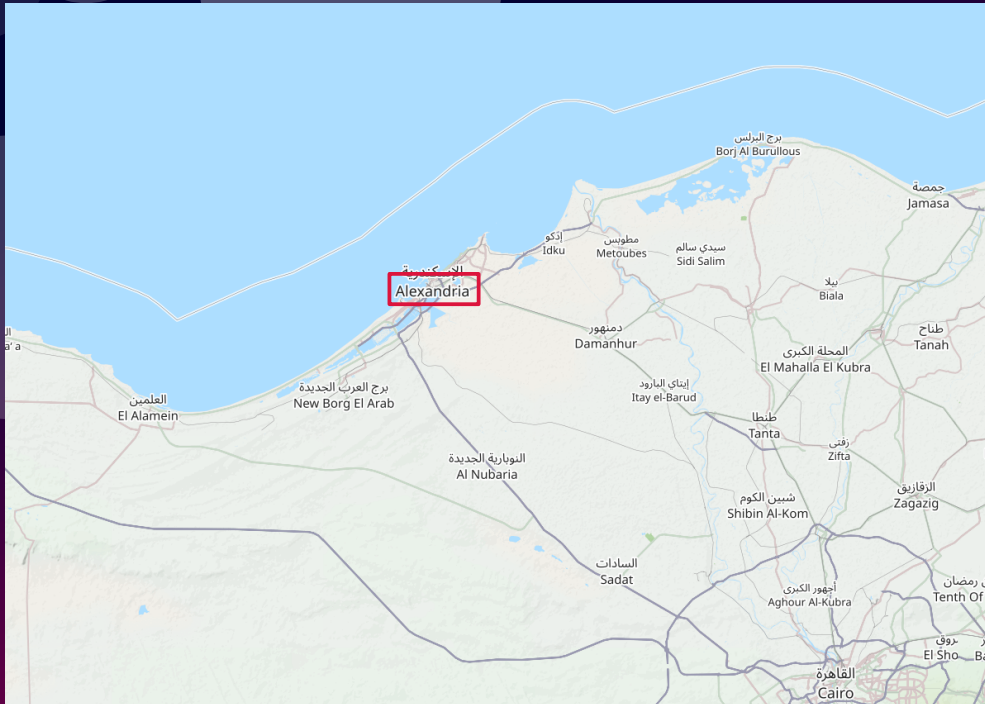 برج البرلس
Borj Al Burullous
جمصة
Jamasa
إدكو
Idku
مطوبس
Metoubes
سيدي سالم
Sidi Salim
الإسكندرية
Alexandria
بيلا
Biala
دمنهور
Damanhur
طناح
Tanah
المحلة الكبرى
El Mahalla El Kubra
العلمين
El Alamein
برج العرب الجديدة
New Borg El Arab
إيتاي البارود
Itay el-Barud
طنطا
Tanta
زفتى
Zifta
النوبارية الجديدة
Al Nubaria
الزقازيق
Zagazig
شبين الكوم
Shibin Al-Kom
السادات
Sadat
أجهور الكبرى
Aghour Al-Kubra
رمضان
Tenth Of
El Sho
القاهرة
Cairo